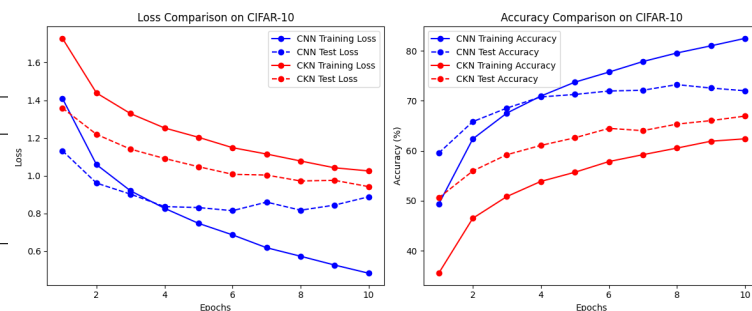 Loss Comparison on CIFAR-10
CNN Training Loss
CNN Test Loss
CKN Training Loss
CKN Test Loss
1.6
1.4
1.2
1.0
0.8
0.6
Loss
2 4 6 8 10
Epochs
Accuracy Comparison on CIFAR-10
CNN Training Accuracy
CNN Test Accuracy
CKN Training Accuracy
CKN Test Accuracy
80
70
60
50
40
Accuracy (%)
2 4 6 8 10
Epochs